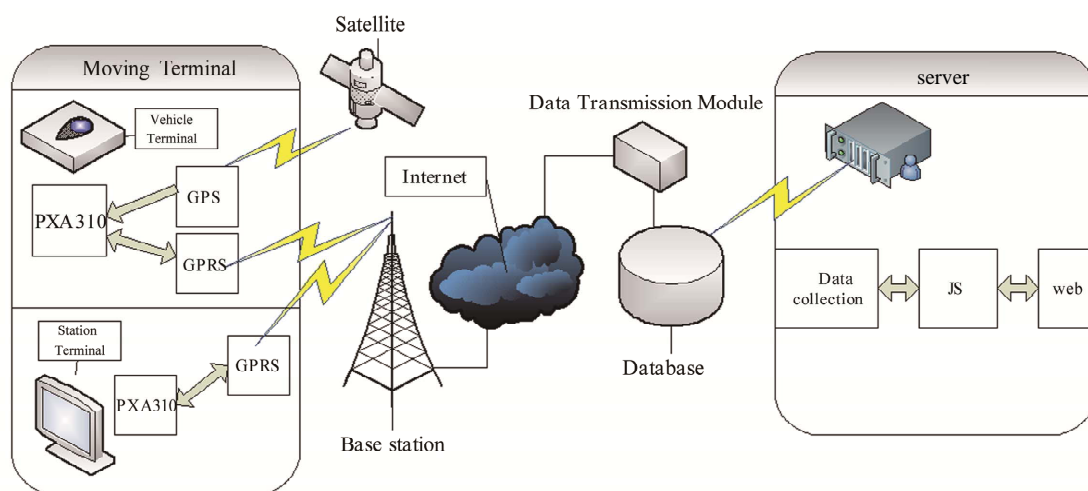 Satellite
Moving Terminal
server
Vehicle
Terminal
Data Transmission Module
Internet
GPS
PXA310
GPRS
Data
collection
JS
web
Station
Terminal
GPRS
PXA310
Database
Base station